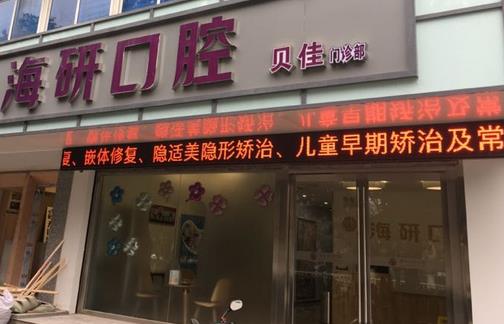 海研口腔 贝佳 门诊部
复、嵌体修复、隐适美隐形矫治、儿童早期矫治及常
海研口